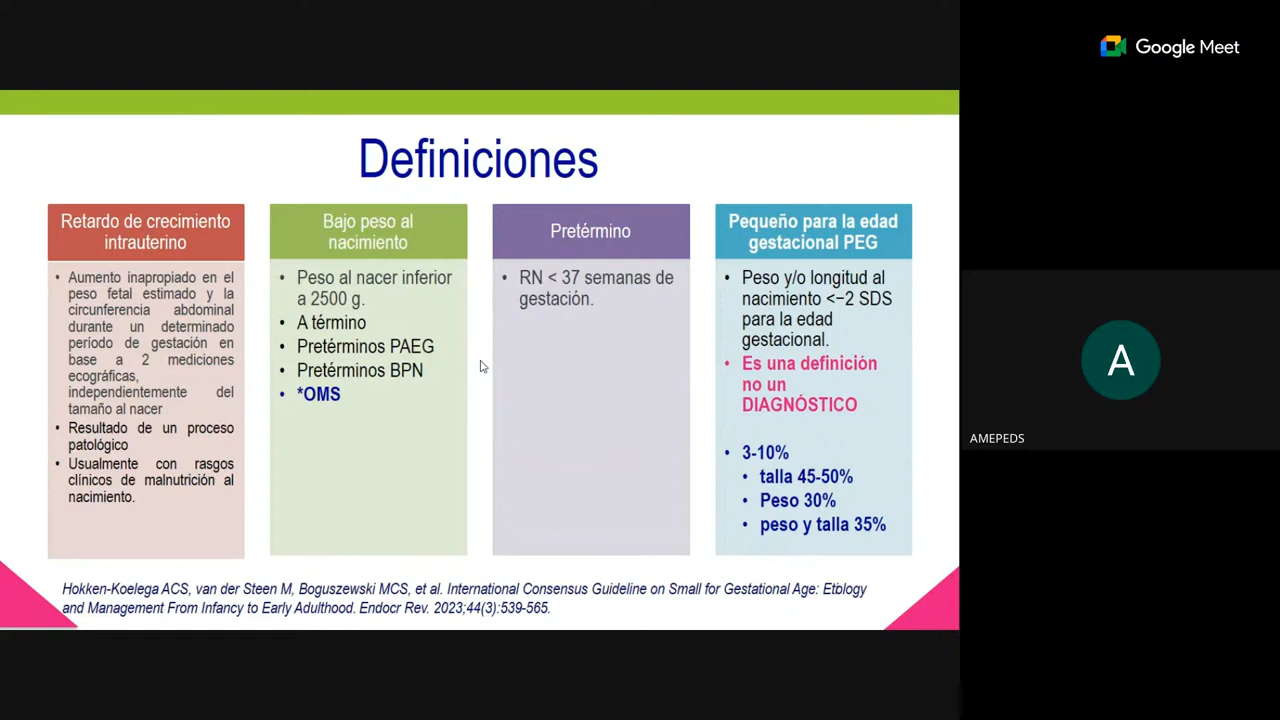 Google Meet
Definiciones
Retardo de crecimiento
intrauterino
• Aumento inapropiado en el
peso fetal estimado y la
circunferencia abdominal
durante un determinado
periodo de gestación en
base a 2 mediciones
ecográficas,
independientemente del
tamaño al nacer
• Resultado de un proceso
patológico
• Usualmente con rasgos
clínicos de malnutrición al
nacimiento.
Bajo peso al
nacimiento
• Peso al nacer inferior
a 2500 g.
• A término
• Pretérminos PAEG
• Pretérminos BPN
• *OMS
Pretérmino
• RN < 37 semanas de
gestación.
Pequeño para la edad
gestacional PEG
• Peso y/o longitud al
nacimiento <−2 SDS
para la edad
gestacional.
• Es una definición
no un
DIAGNÓSTICO
• 3-10%
• talla 45-50%
• Peso 30%
• peso y talla 35%
Hokken-Koelega ACS, van der Steen M, Boguszewski MCS, et al. International Consensus Guideline on Small for Gestational Age: Etblogy
and Management From Infancy to Early Adulthood. Endocr Rev. 2023;44(3):539-565.
A
AMEPEDS